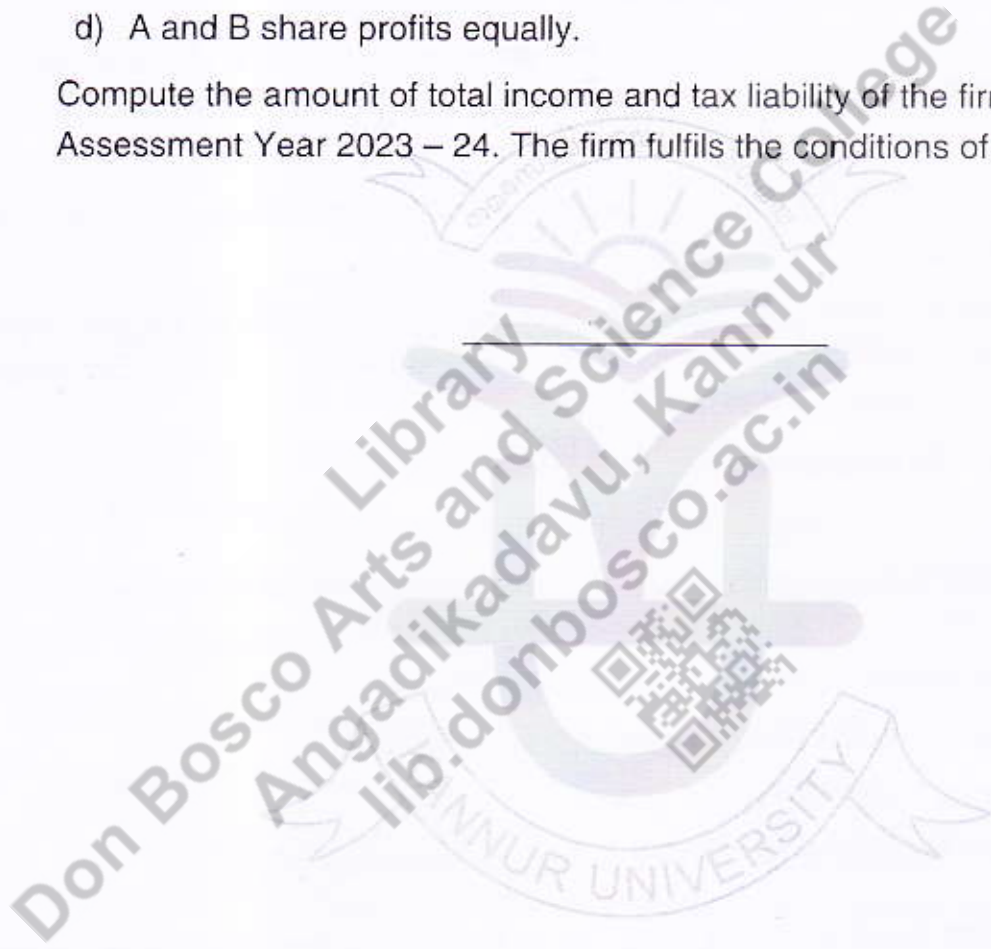 d) A and B share profits equally.
Compute the amount of total income and tax liability of the
Assessment Year 2023 – 24. The firm fulfils the conditions of
Library
Don Bosco Arts and Science College
Angadikadavu, Kannur
lib.donbosco.ac.in
KANNUR UNIVERSITY